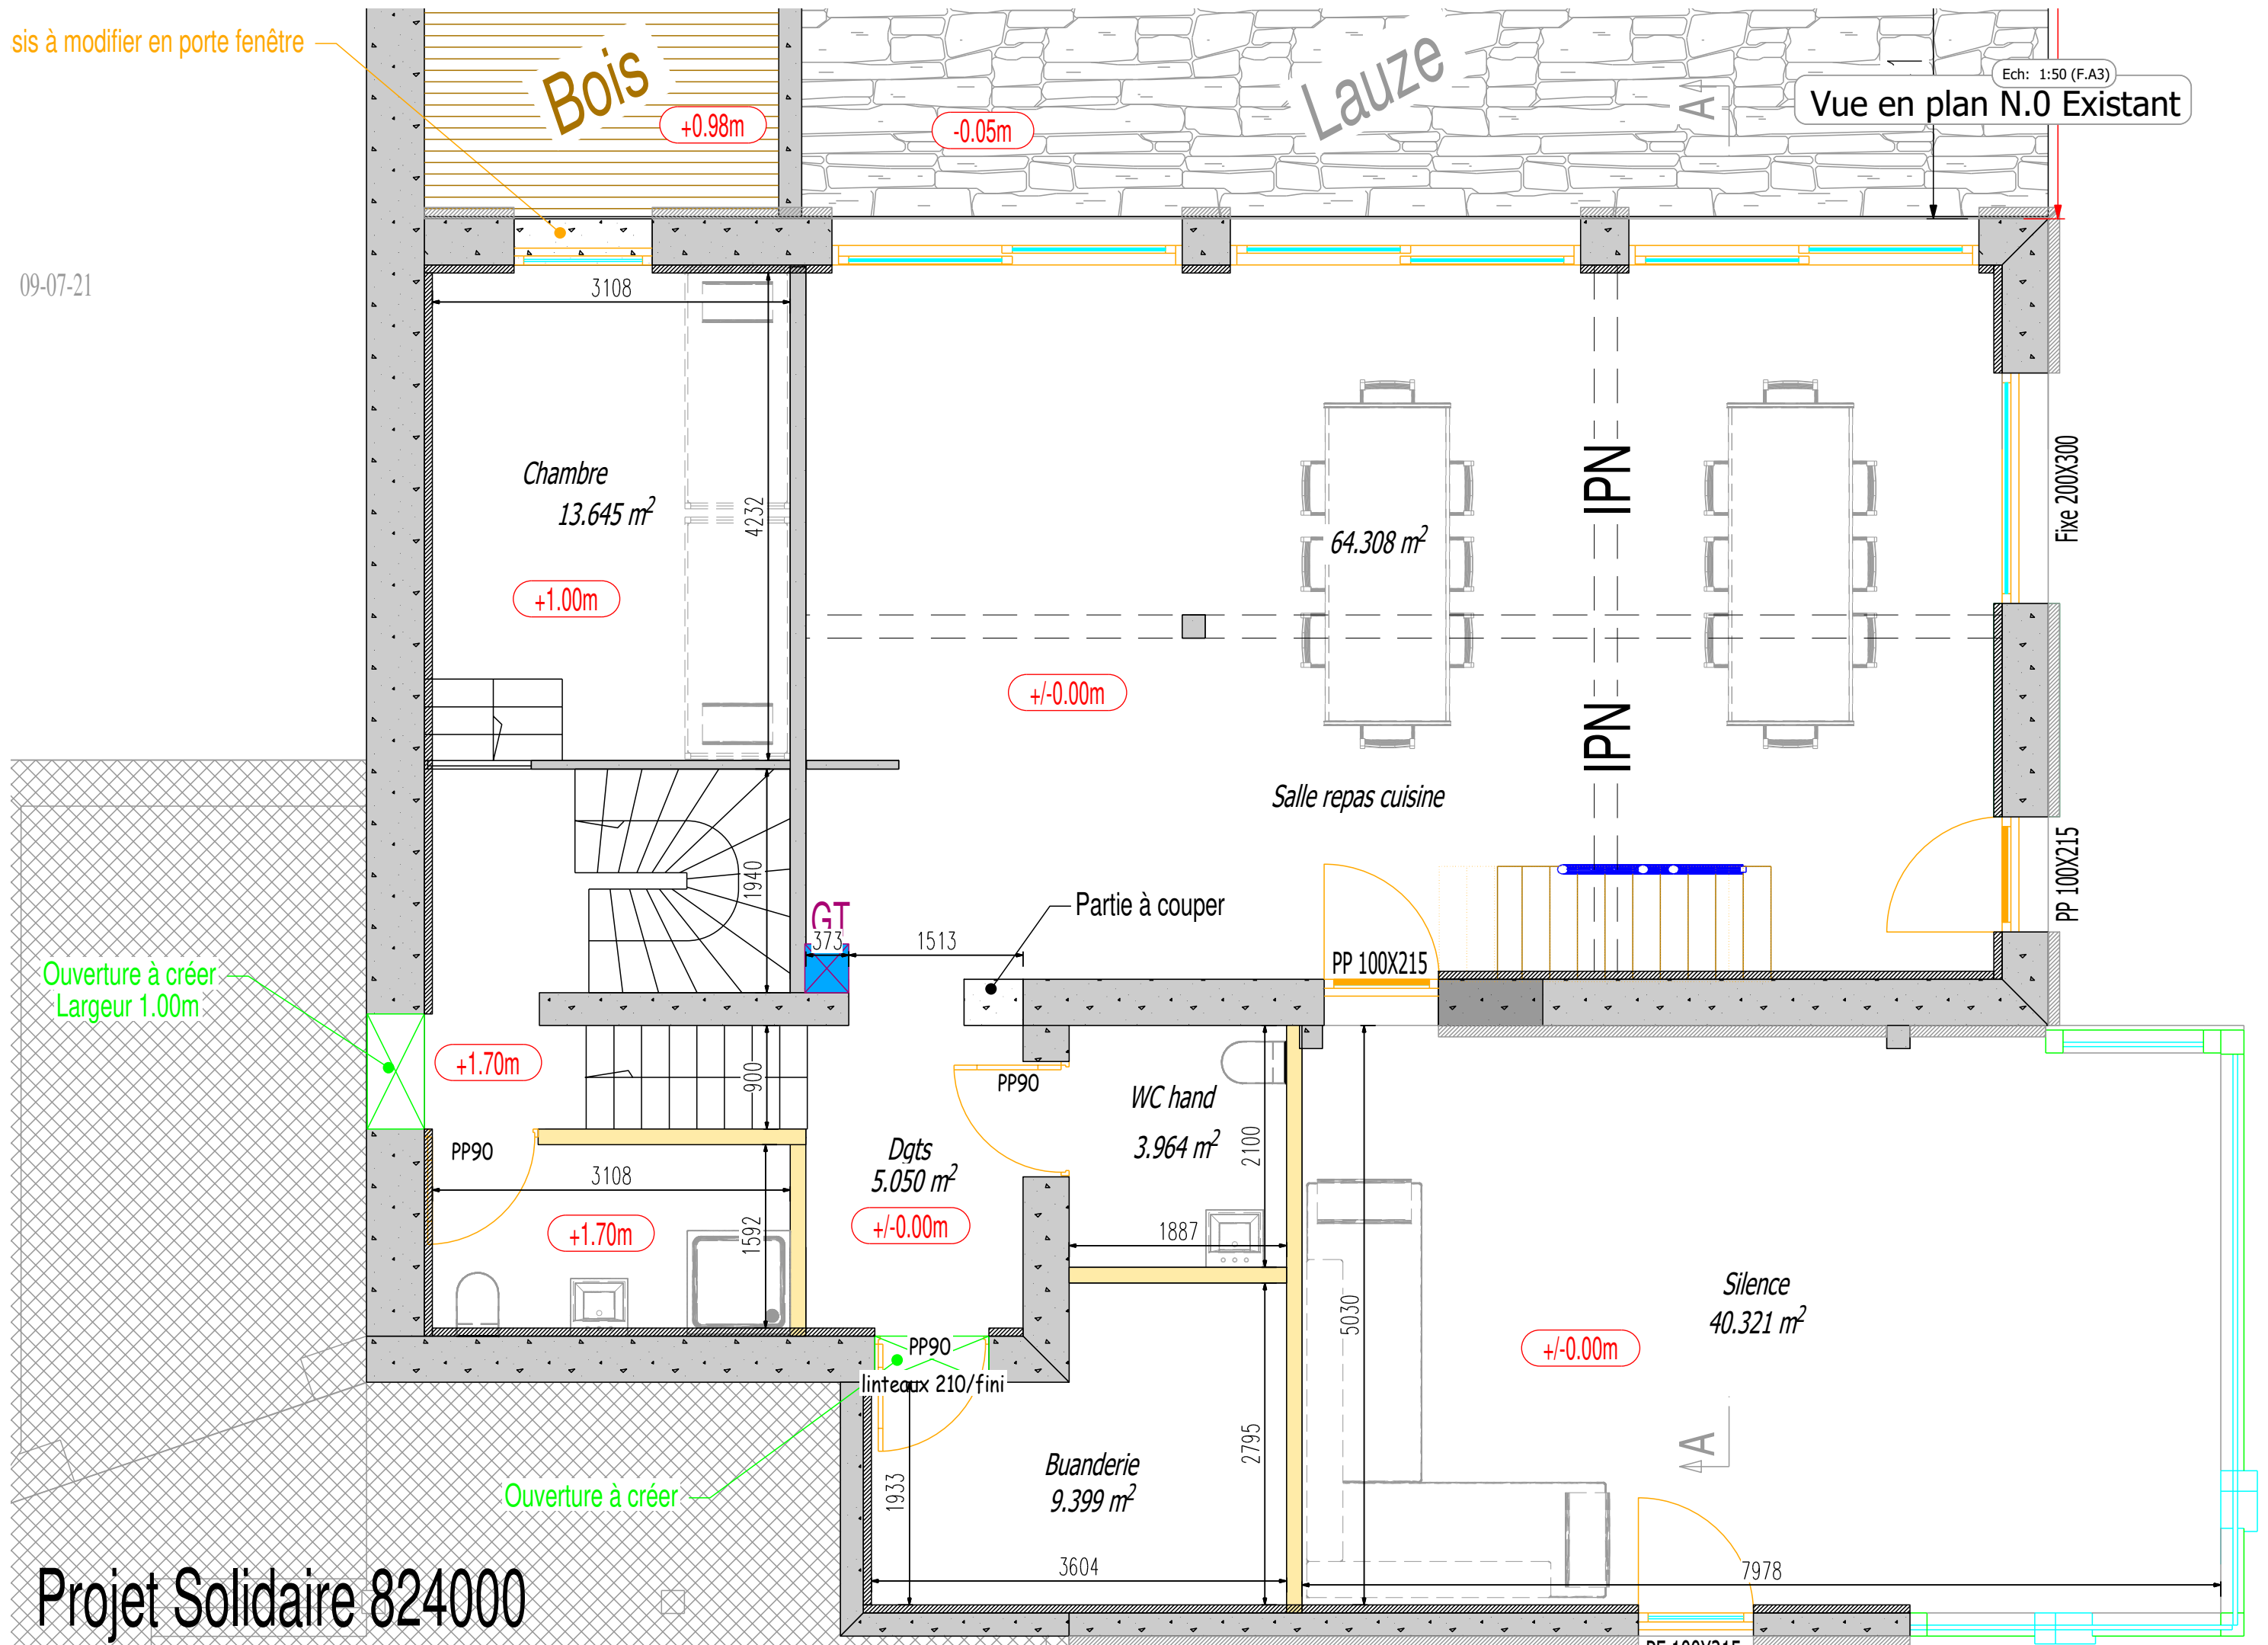 sis à modifier en porte fenêtre
Bois
+0.98m
-0.05m
Lauze
A
1
Ech: 1:50 (F.A3)
Vue en plan N.0 Existant
09-07-21
3108
Chambre
13.645 m²
4232
+1.00m
64.308 m²
IPN
IPN
Fixe 200X300
+/-0.00m
Salle repas cuisine
PP 100X215
1940
GT
373
1513
Partie à couper
PP 100X215
Ouverture à créer
Largeur 1.00m
+1.70m
900
PP90
WC hand
3.964 m²
2100
PP90
Dgts
5.050 m²
+/-0.00m
3108
+1.70m
1592
1887
5030
Silence
40.321 m²
+/-0.00m
PP90
linteaux 210/fini
A
Buanderie
9.399 m²
2795
1933
Ouverture à créer
3604
7978
Projet Solidaire 824000